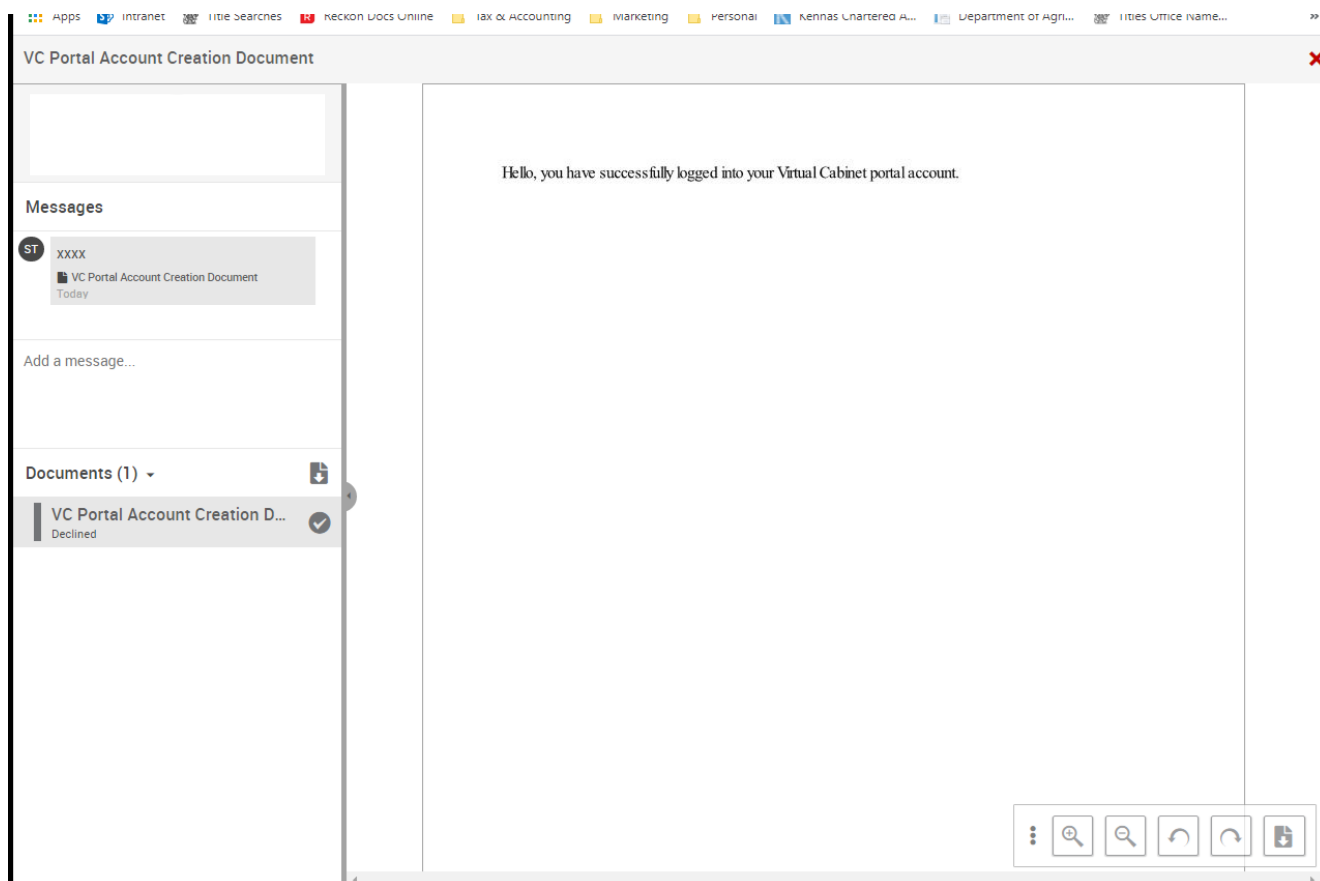 Apps Intranet Title Searches Reckon Docs Online Tax & Accounting Marketing Personal Kennas Chartered A... Department of Agri... Titles Office Name... »
VC Portal Account Creation Document
Hello, you have successfully logged into your Virtual Cabinet portal account.
Messages
ST
xxxx
VC Portal Account Creation Document
Today
Add a message...
Documents (1)
VC Portal Account Creation D...
Declined